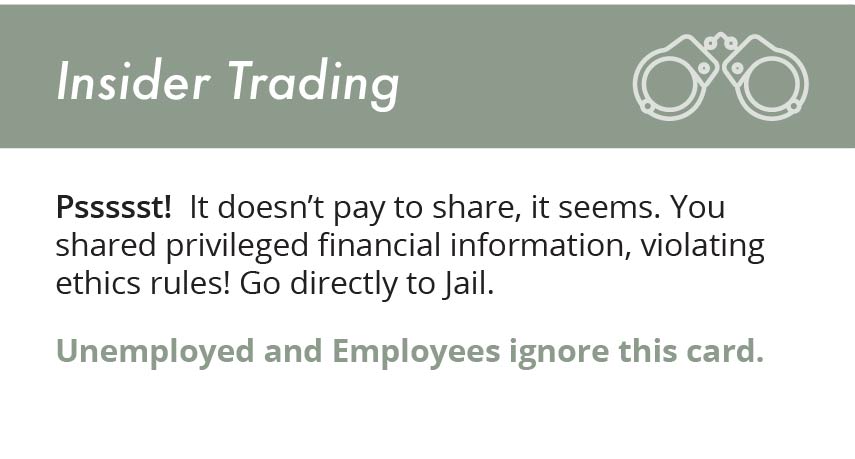 Insider Trading
Pssssst!  It doesn’t pay to share, it seems. You
shared privileged financial information, violating
ethics rules! Go directly to Jail.
Unemployed and Employees ignore this card.